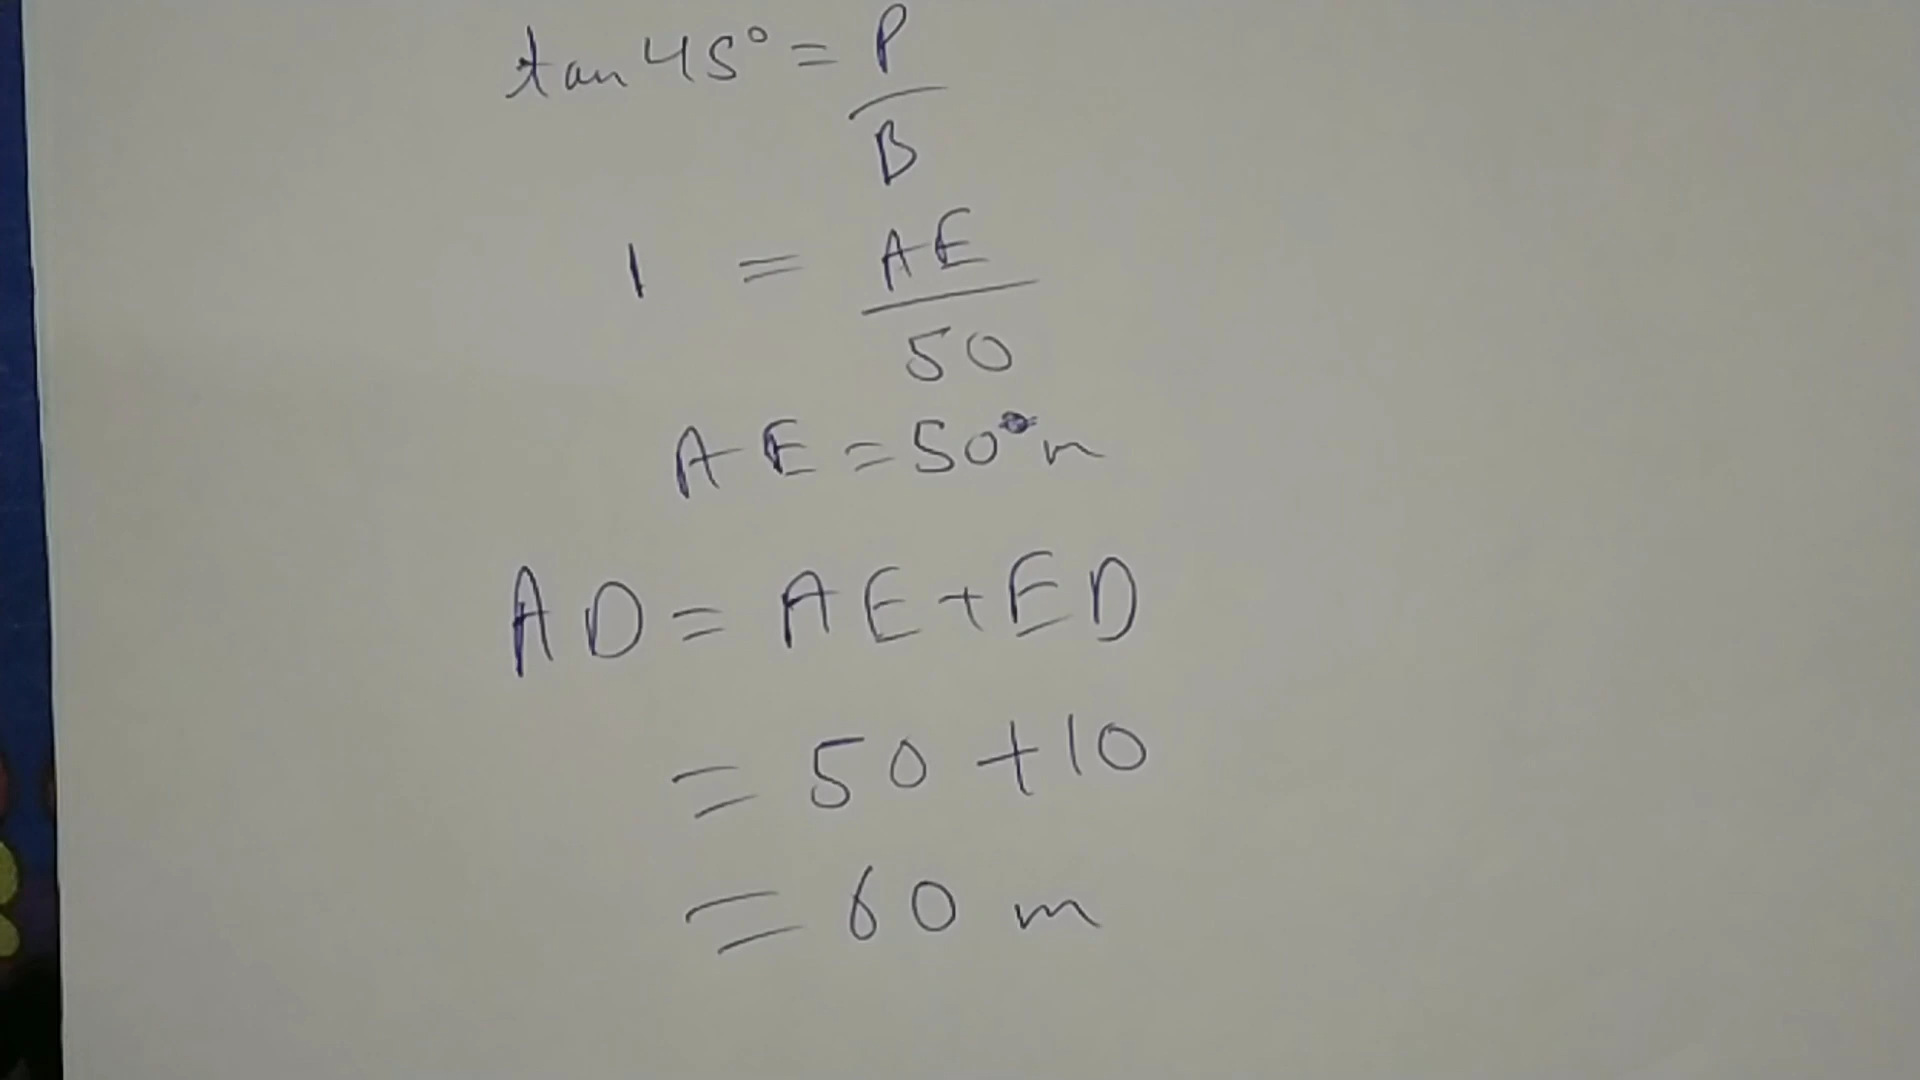 tan 45° = P/B
1 = AE/50
AE = 50 m
AD = AE + ED
= 50 + 10
= 60 m